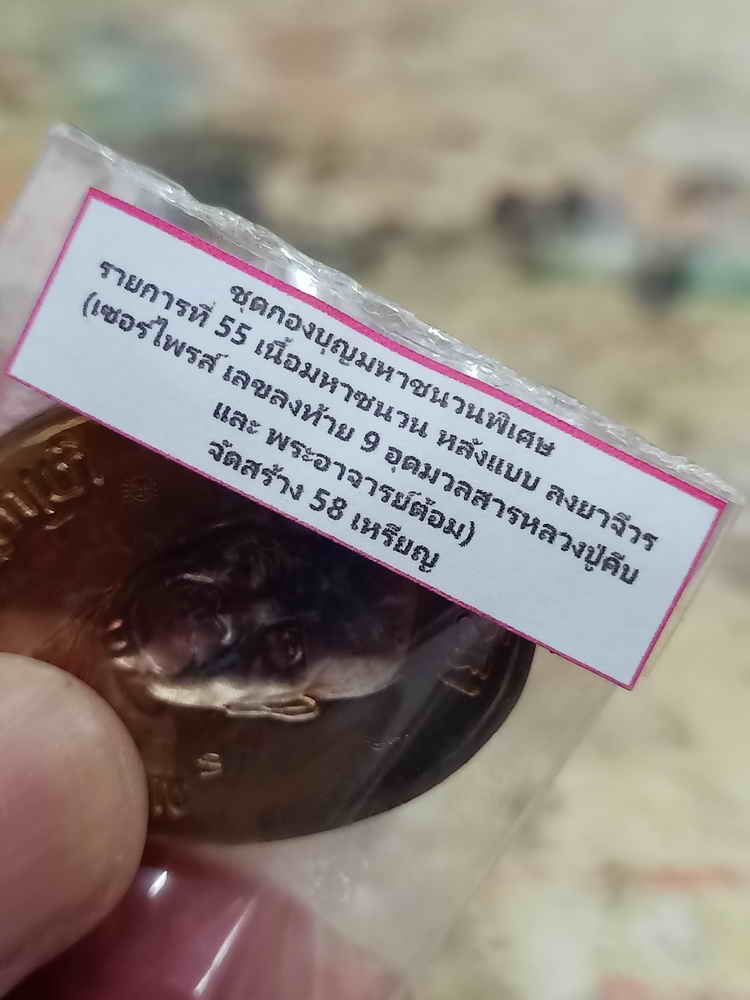 ชุดกองบุญมหาชนวนพิเศษ
รายการที่ 55 เนื้อมหาชนวน หลังแบบ ลงยาจีวร
(เซอร์ไพรส์ เลขลงท้าย 9 อุดมวลสารหลวงปู่คีบ
และ พระอาจารย์ต้อม)
จัดสร้าง 58 เหรียญ